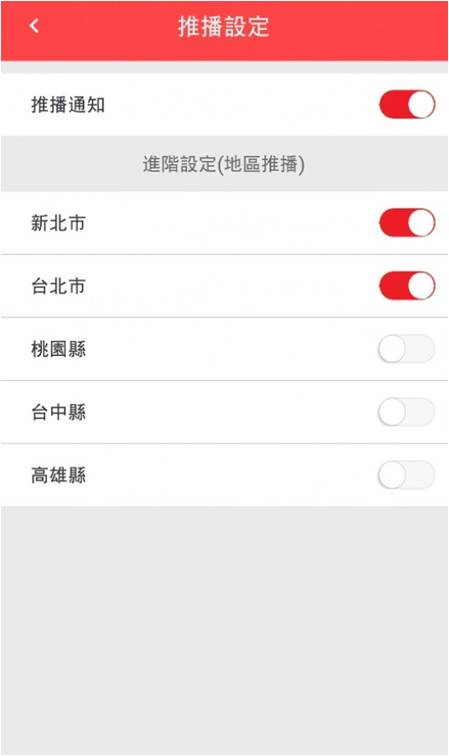 推播設定
推播通知
進階設定(地區推播)
新北市
台北市
桃園縣
台中縣
高雄縣